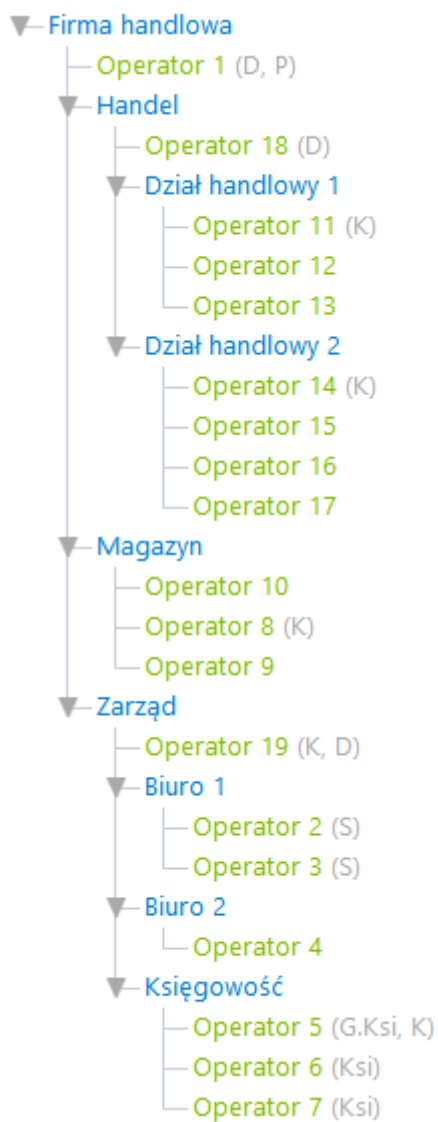 Firma handlowa
Operator 1 (D, P)
Handel
Operator 18 (D)
Dział handlowy 1
Operator 11 (K)
Operator 12
Operator 13
Dział handlowy 2
Operator 14 (K)
Operator 15
Operator 16
Operator 17
Magazyn
Operator 10
Operator 8 (K)
Operator 9
Zarząd
Operator 19 (K, D)
Biuro 1
Operator 2 (S)
Operator 3 (S)
Biuro 2
Operator 4
Księgowość
Operator 5 (G.Ksi, K)
Operator 6 (Ksi)
Operator 7 (Ksi)